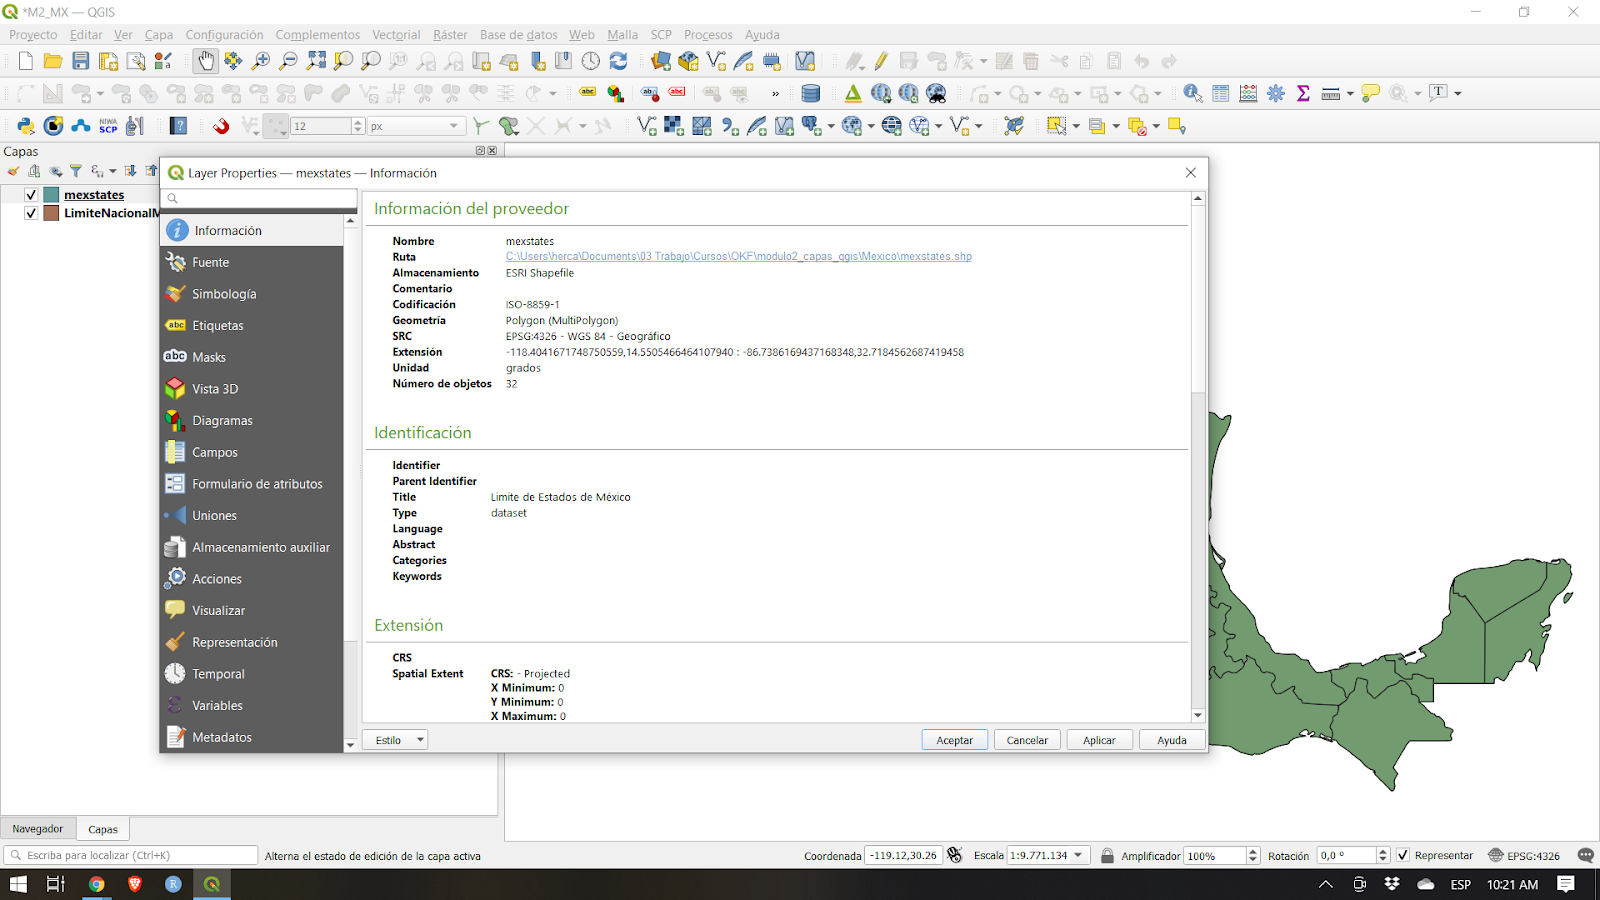 *M2_MX — QGIS
Proyecto Editar Ver Capa Configuración Complementos Vectorial Ráster Base de datos Web Malla SCP Procesos Ayuda
abc abc abc »
NIWA SCP 12 px
Capas
Layer Properties — mexstates — Información
mexstates
LimiteNacionalM
Información
Fuente
Simbología
abc Etiquetas
abc Masks
Vista 3D
Diagramas
Campos
Formulario de atributos
Uniones
Almacenamiento auxiliar
Acciones
Visualizar
Representación
Temporal
Variables
Metadatos
Información del proveedor
Nombre mexstates
Ruta C:\Users\herca\Documents\03 Trabajo\Cursos\OKF\modulo2_capas_qgis\Mexico\mexstates.shp
Almacenamiento ESRI Shapefile
Comentario
Codificación ISO-8859-1
Geometría Polygon (MultiPolygon)
SRC EPSG:4326 - WGS 84 - Geográfico
Extensión -118.4041671748750559,14.5505466464107940 : -86.7386169437168348,32.7184562687419458
Unidad grados
Número de objetos 32
Identificación
Identifier
Parent Identifier
Title Limite de Estados de México
Type dataset
Language
Abstract
Categories
Keywords
Extensión
CRS
Spatial Extent CRS: - Projected
X Minimum: 0
Y Minimum: 0
X Maximum: 0
Estilo Aceptar Cancelar Aplicar Ayuda
Navegador Capas
Escriba para localizar (Ctrl+K) Alterna el estado de edición de la capa activa Coordenada -119.12,30.26 Escala 1:9.771.134 Amplificador 100% Rotación 0,0 ° Representar EPSG:4326
R ESP 10:21 AM